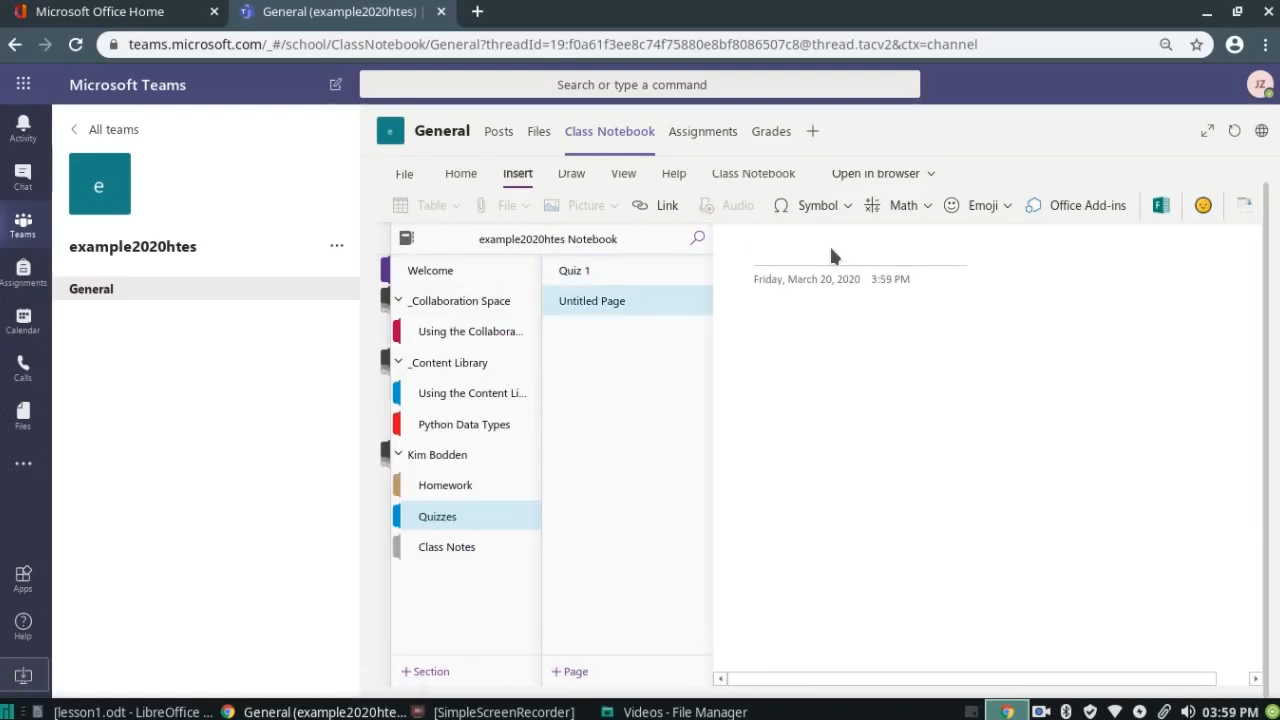 Microsoft Office Home
General (example2020htes) |
teams.microsoft.com/_#/school/ClassNotebook/General?threadId=19:f0a61f3ee8c74f75880e8bf8086507c8@thread.tacv2&ctx=channel
Microsoft Teams
Search or type a command
JZ
Activity
Chat
Teams
Assignments
Calendar
Calls
Files
Apps
Help
All teams
e
example2020htes
General
e
General Posts Files Class Notebook Assignments Grades
File Home Insert Draw View Help Class Notebook Open in browser
Table File Picture Link Audio Symbol Math Emoji Office Add-ins
example2020htes Notebook
Welcome
_Collaboration Space
Using the Collabora...
_Content Library
Using the Content Li...
Python Data Types
Kim Bodden
Homework
Quizzes
Class Notes
+ Section
Quiz 1
Untitled Page
+ Page
Friday, March 20, 2020 3:59 PM
[lesson1.odt - LibreOffice ...
General (example2020hte...
[SimpleScreenRecorder]
Videos - File Manager
03:59 PM